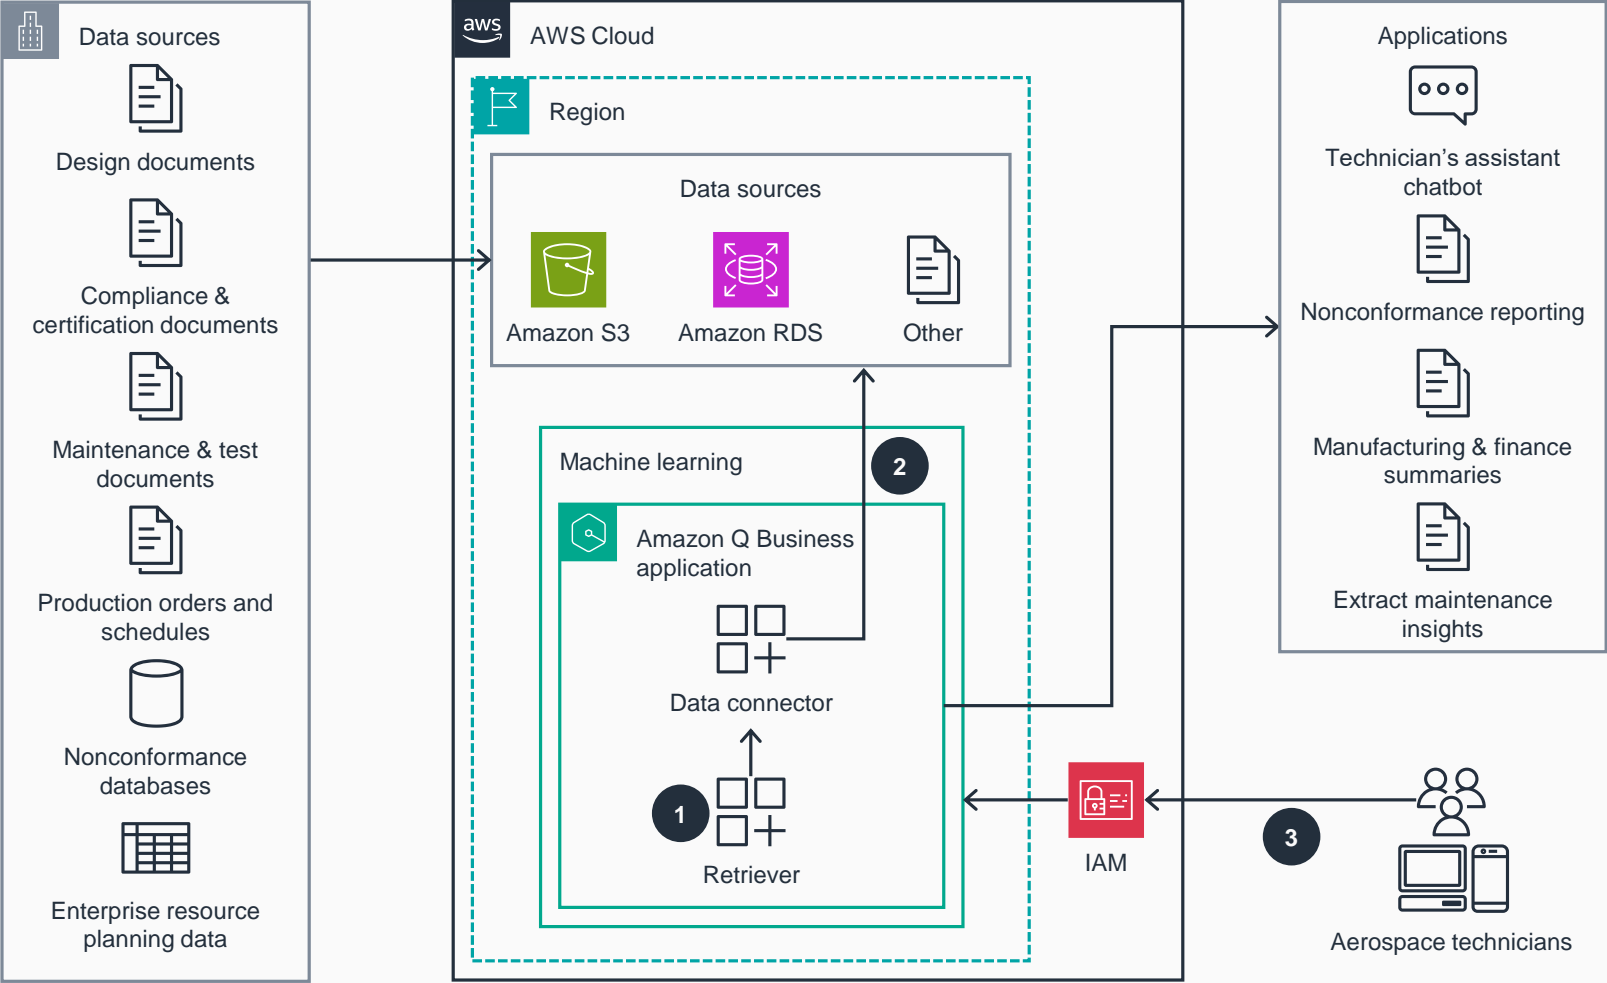 Data sources
Design documents
Compliance &
certification documents
Maintenance & test
documents
Production orders and
schedules
Nonconformance
databases
Enterprise resource
planning data
aws
AWS Cloud
Region
Data sources
Amazon S3
Amazon RDS
Other
Machine learning
2
Amazon Q Business
application
Data connector
1
Retriever
IAM
3
Aerospace technicians
Applications
Technician’s assistant
chatbot
Nonconformance reporting
Manufacturing & finance
summaries
Extract maintenance
insights